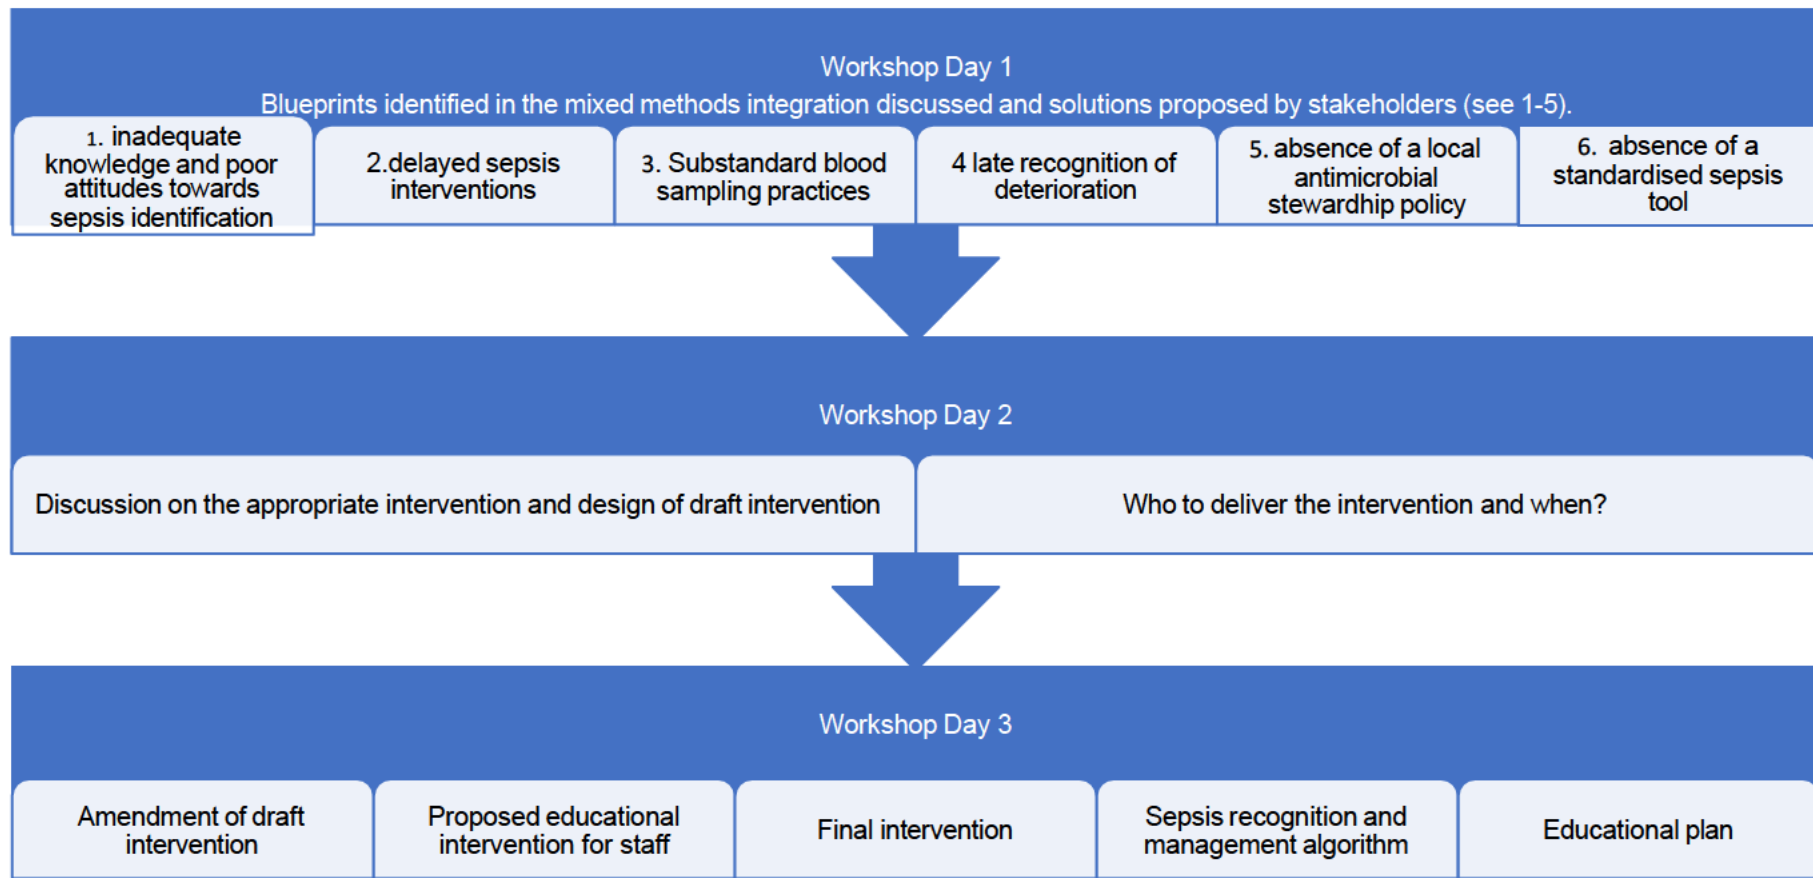 Workshop Day 1
Blueprints identified in the mixed methods integration discussed and solutions proposed by stakeholders (see 1-5).
1. inadequate
knowledge and poor
attitudes towards
sepsis identification
2.delayed sepsis
interventions
3. Substandard blood
sampling practices
4 late recognition of
deterioration
5. absence of a local
antimicrobial
stewardhip policy
6. absence of a
standardised sepsis
tool
Workshop Day 2
Discussion on the appropriate intervention and design of draft intervention
Who to deliver the intervention and when?
Workshop Day 3
Amendment of draft
intervention
Proposed educational
intervention for staff
Final intervention
Sepsis recognition and
management algorithm
Educational plan